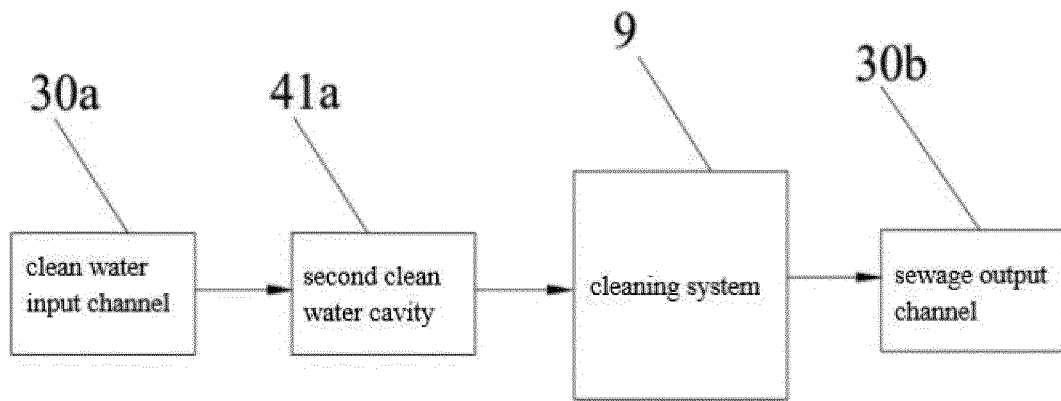 30a
41a
9
30b
clean water
input channel
second clean
water cavity
cleaning system
sewage output
channel